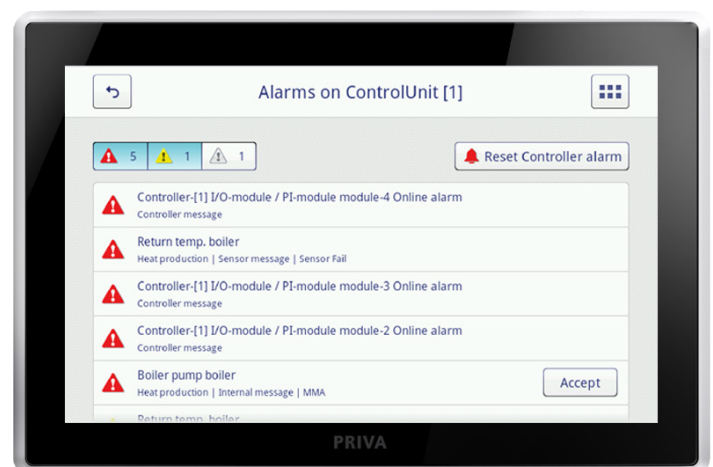 Alarms on ControlUnit [1]
5 1 1
Reset Controller alarm
Controller-[1] I/O-module / PI-module module-4 Online alarm
Controller message
Return temp. boiler
Heat production | Sensor message | Sensor Fail
Controller-[1] I/O-module / PI-module module-3 Online alarm
Controller message
Controller-[1] I/O-module / PI-module module-2 Online alarm
Controller message
Boiler pump boiler
Heat production | Internal message | MMA
Accept
Return temp. boiler
PRIVA